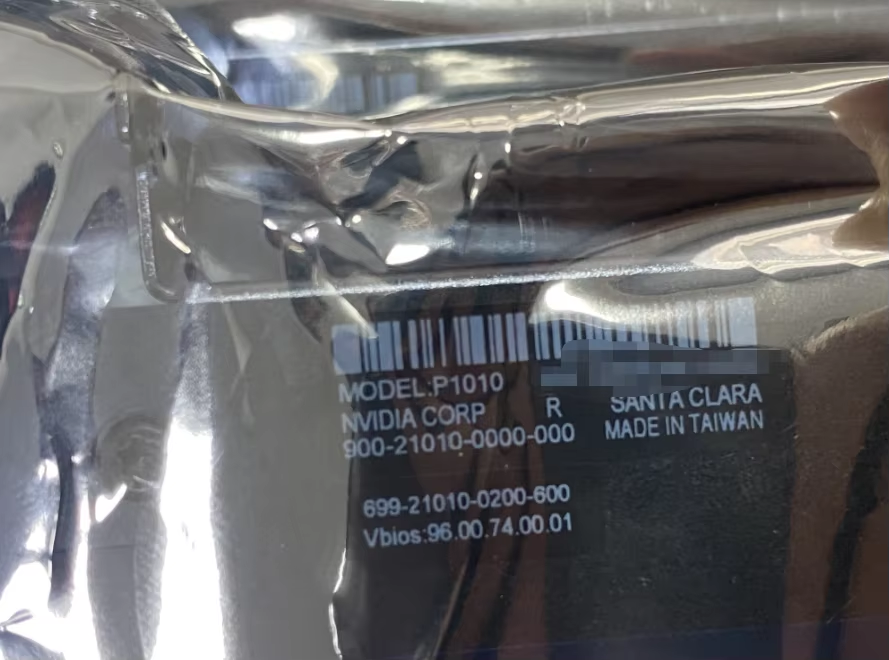 MODEL:P1010
NVIDIA CORP R SANTA CLARA
900-21010-0000-000 MADE IN TAIWAN
699-21010-0200-600
Vbios:96.00.74.00.01